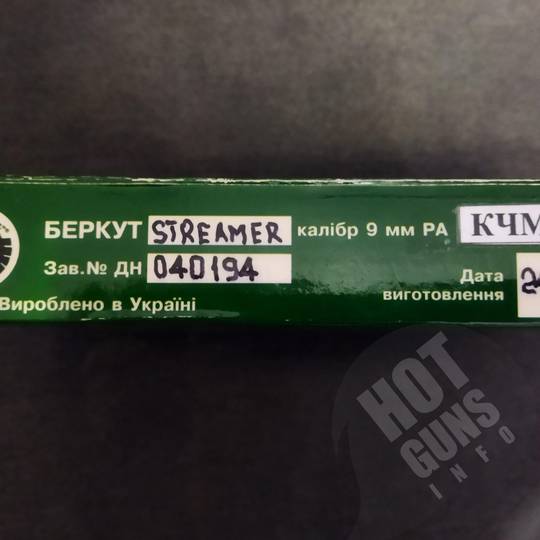 БЕРКУТ STREAMER калібр 9 мм РА КЧМ
Зав.№ ДН 040194
Дата
виготовлення
Вироблено в Україні
HOT
GUNS
INFO